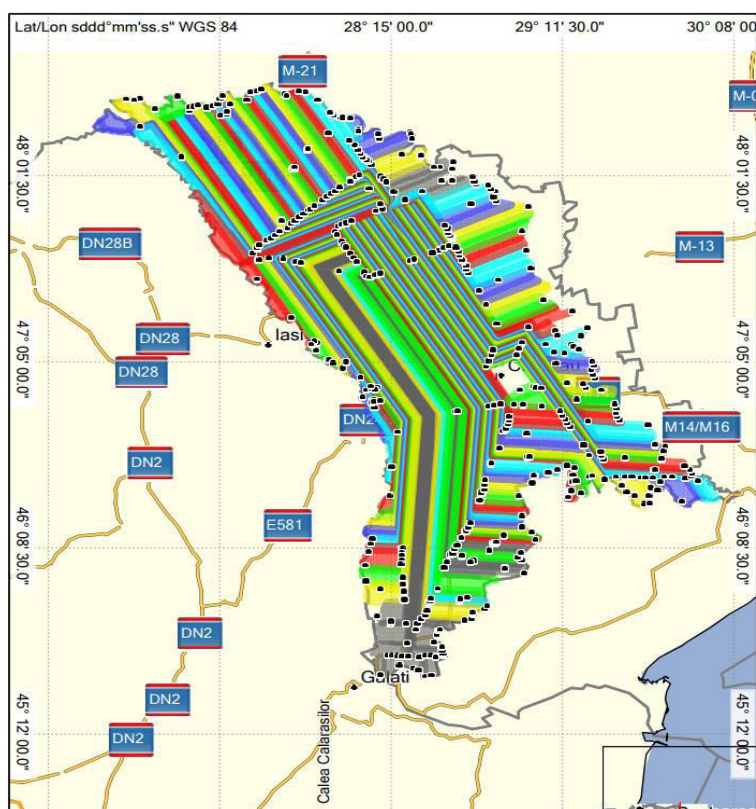 Lat/Lon sddd°mm'ss.s" WGS 84
28° 15' 00.0"
29° 11' 30.0"
30° 08' 00.0"
M-21
48° 01' 30.0"
48° 01' 30.0"
DN28B
M-13
DN28
Iasi
47° 05' 00.0"
47° 05' 00.0"
DN28
M14/M16
DN2
E581
46° 08' 30.0"
46° 08' 30.0"
DN2
DN2
Galati
Calea Calarasilor
DN2
45° 12' 00.0"
45° 12' 00.0"